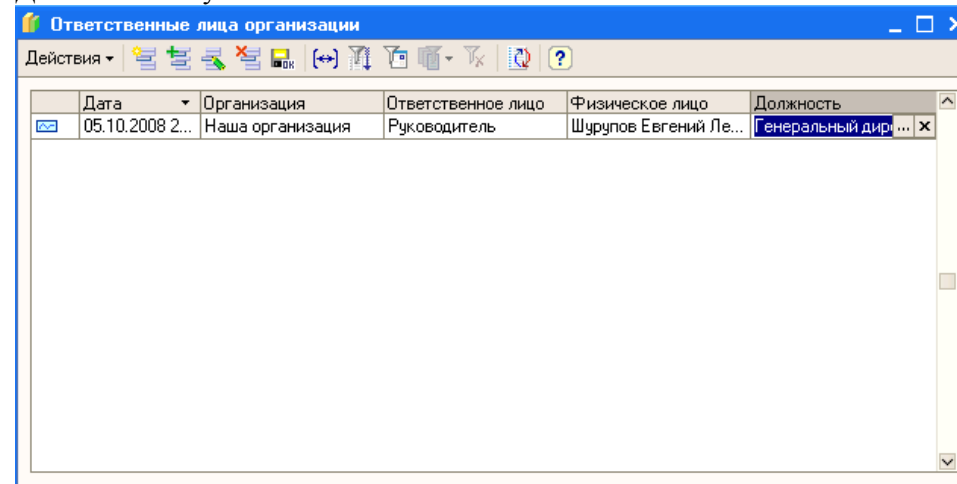 Ответственные лица организации
Действия
Дата Организация Ответственное лицо Физическое лицо Должность
05.10.2008 2... Наша организация Руководитель Шурупов Евгений Ле... Генеральный дир ...